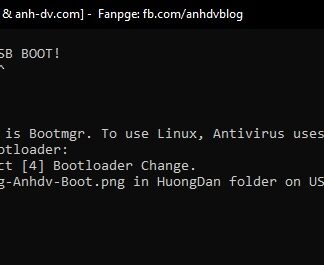 & anh-dv.com] - Fanpge: fb.com/anhdvblog
SB BOOT!
^
is Bootmgr. To use Linux, Antivirus uses
otloader:
ct [4] Bootloader Change.
g-Anhdv-Boot.png in HuongDan folder on US